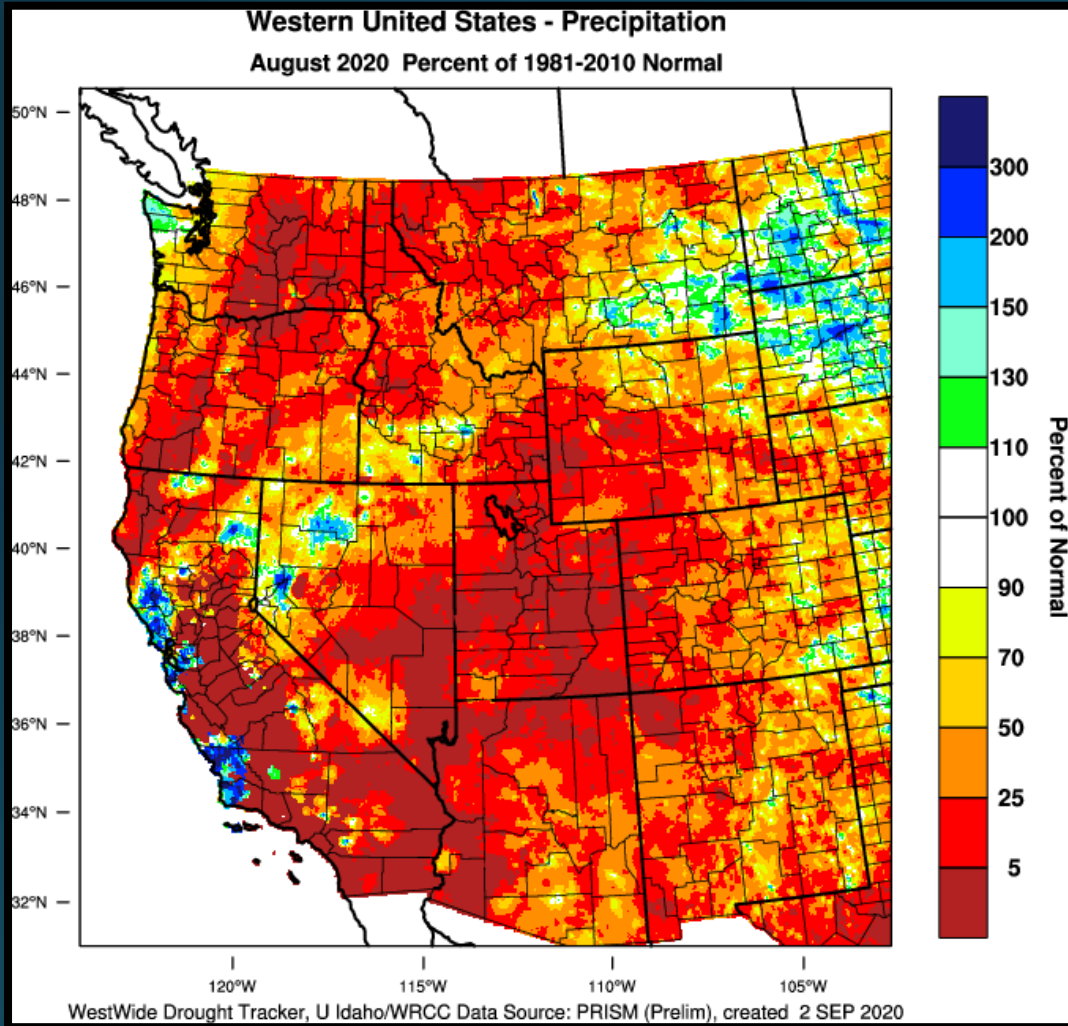 Western United States - Precipitation
August 2020  Percent of 1981-2010 Normal
50°N
48°N
46°N
44°N
42°N
40°N
38°N
36°N
34°N
32°N
120°W
115°W
110°W
105°W
300
200
150
130
110
100
90
70
50
25
5
Percent of Normal
WestWide Drought Tracker, U Idaho/WRCC Data Source: PRISM (Prelim), created  2 SEP 2020